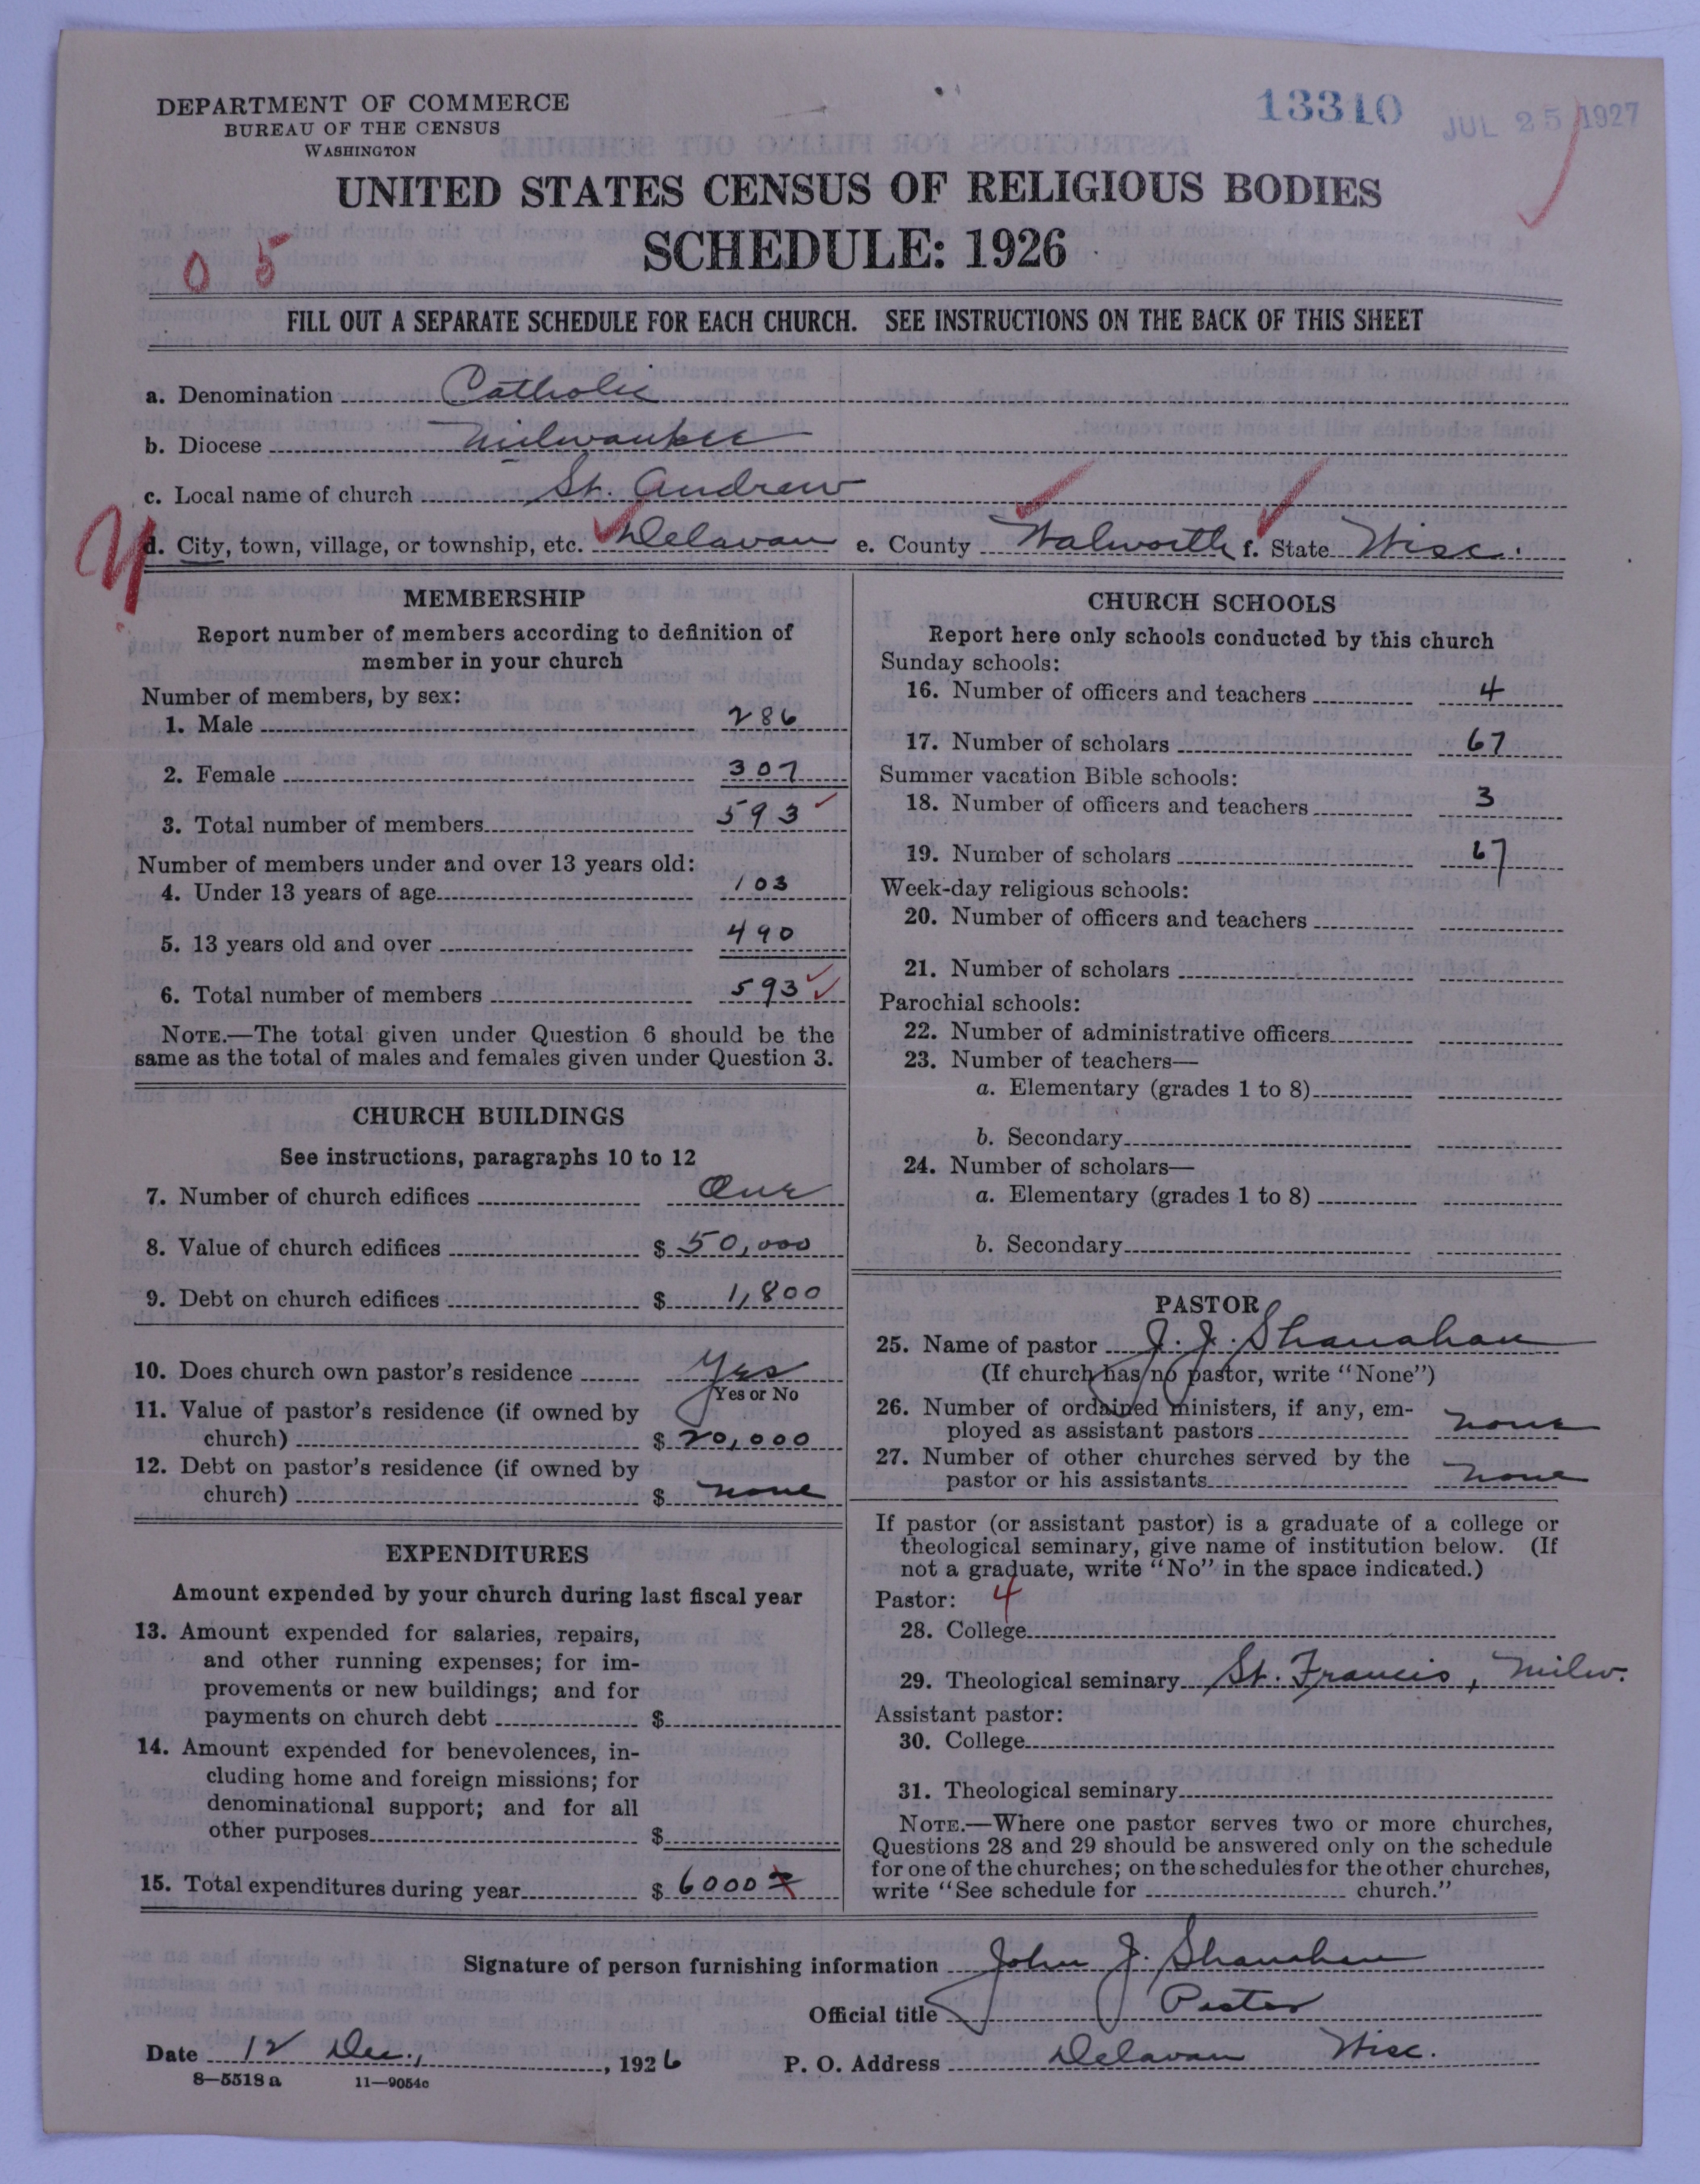 DEPARTMENT OF COMMERCE
BUREAU OF THE CENSUS
WASHINGTON
13310
JUL 25 1927
UNITED STATES CENSUS OF RELIGIOUS BODIES
SCHEDULE: 1926
0 5
FILL OUT A SEPARATE SCHEDULE FOR EACH CHURCH. SEE INSTRUCTIONS ON THE BACK OF THIS SHEET
a. Denomination Catholic
b. Diocese Milwaukee
c. Local name of church St. Andrew
d. City, town, village, or township, etc. Delavan e. County Walworth f. State Wisc.
MEMBERSHIP
Report number of members according to definition of
member in your church
Number of members, by sex:
1. Male 286
2. Female 307
3. Total number of members 593
Number of members under and over 13 years old:
4. Under 13 years of age 103
5. 13 years old and over 490
6. Total number of members 593
NOTE.—The total given under Question 6 should be the
same as the total of males and females given under Question 3.
CHURCH BUILDINGS
See instructions, paragraphs 10 to 12
7. Number of church edifices One
8. Value of church edifices $ 50,000
9. Debt on church edifices $ 1,800
10. Does church own pastor's residence Yes
Yes or No
11. Value of pastor's residence (if owned by
church) $ 20,000
12. Debt on pastor's residence (if owned by
church) $ none
EXPENDITURES
Amount expended by your church during last fiscal year
13. Amount expended for salaries, repairs,
and other running expenses; for im-
provements or new buildings; and for
payments on church debt $
14. Amount expended for benevolences, in-
cluding home and foreign missions; for
denominational support; and for all
other purposes $
15. Total expenditures during year $ 6000
CHURCH SCHOOLS
Report here only schools conducted by this church
Sunday schools:
16. Number of officers and teachers 4
17. Number of scholars 67
Summer vacation Bible schools:
18. Number of officers and teachers 3
19. Number of scholars 67
Week-day religious schools:
20. Number of officers and teachers
21. Number of scholars
Parochial schools:
22. Number of administrative officers
23. Number of teachers—
a. Elementary (grades 1 to 8)
b. Secondary
24. Number of scholars—
a. Elementary (grades 1 to 8)
b. Secondary
PASTOR
25. Name of pastor J. J. Shanahan
(If church has no pastor, write "None")
26. Number of ordained ministers, if any, em-
ployed as assistant pastors none
27. Number of other churches served by the
pastor or his assistants none
If pastor (or assistant pastor) is a graduate of a college or
theological seminary, give name of institution below. (If
not a graduate, write "No" in the space indicated.)
Pastor: 4
28. College
29. Theological seminary St. Francis, Milw.
Assistant pastor:
30. College
31. Theological seminary
NOTE.—Where one pastor serves two or more churches,
Questions 28 and 29 should be answered only on the schedule
for one of the churches; on the schedules for the other churches,
write "See schedule for church."
Signature of person furnishing information John J. Shanahan
Official title Pastor
Date 12 Dec., 1926 P. O. Address Delavan Wisc.
8—5518 a 11—9054c